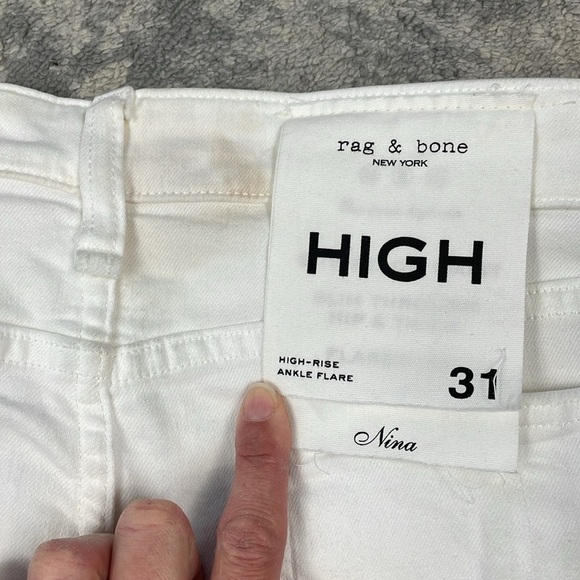 rag & bone
NEW YORK
HIGH
HIGH-RISE
ANKLE FLARE
31
Nina